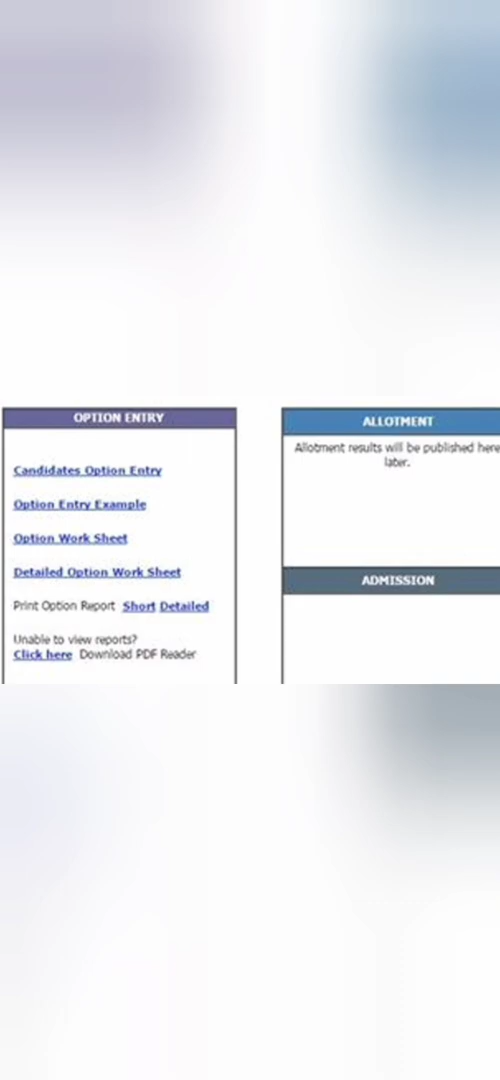 OPTION ENTRY
Candidates Option Entry
Option Entry Example
Option Work Sheet
Detailed Option Work Sheet
Print Option Report Short Detailed
Unable to view reports?
Click here Download PDF Reader
ALLOTMENT
Allotment results will be published here
later.
ADMISSION